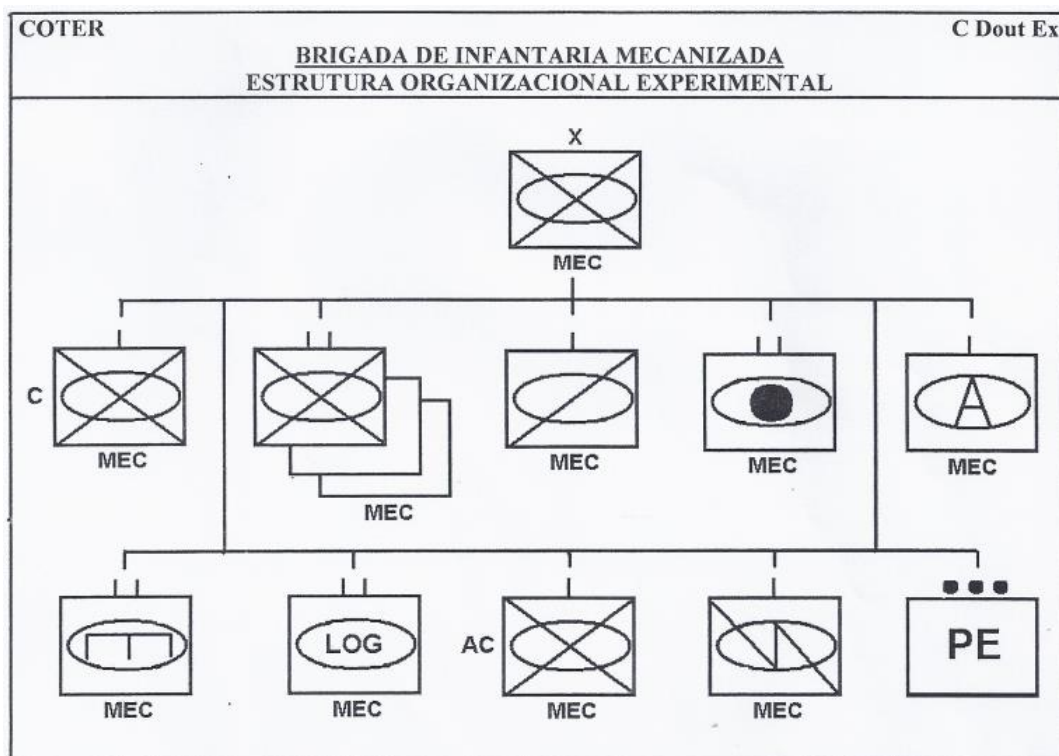 COTER C Dout Ex
BRIGADA DE INFANTARIA MECANIZADA
ESTRUTURA ORGANIZACIONAL EXPERIMENTAL
X
MEC
C
A
MEC
MEC
MEC
MEC
MEC
LOG
AC
PE
MEC
MEC
MEC
MEC